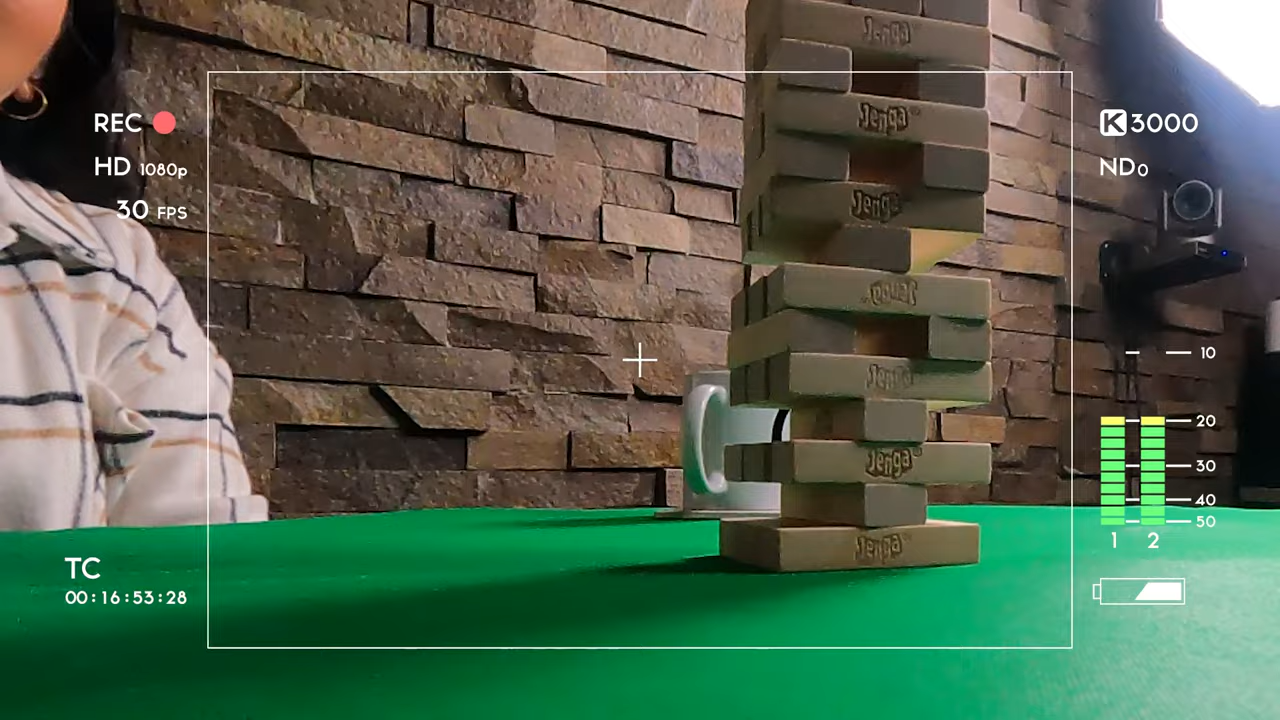 REC
HD 1080p
30 FPS
K 3000
ND0
Jenga
Jenga
Jenga
Jenga
Jenga
Jenga
Jenga
10
20
30
40
50
1 2
TC
00:16:53:28